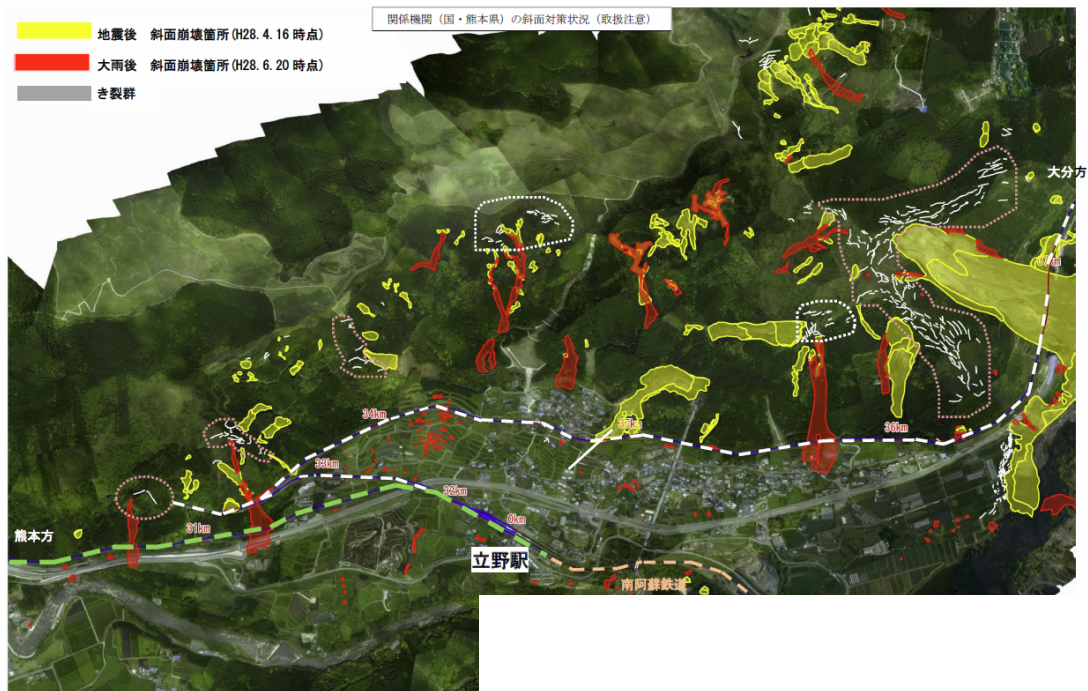 関係機関（国・熊本県）の斜面対策状況（取扱注意）
地震後　斜面崩壊箇所(H28.4.16 時点)
大雨後　斜面崩壊箇所(H28.6.20 時点)
き裂群
大分方
37km
34km
35km
36km
33km
32km
31km
0km
熊本方
立野駅
南阿蘇鉄道